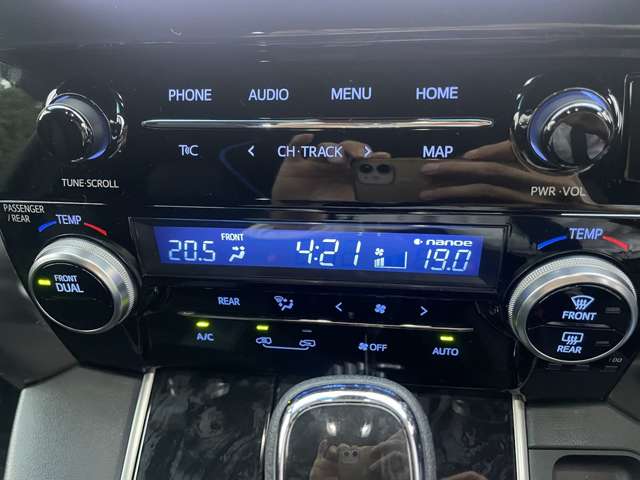 PHONE AUDIO MENU HOME
T&C CH·TRACK MAP
TUNE·SCROLL PWR·VOL
PASSENGER
/REAR
TEMP TEMP
20.5 FRONT 4:21 nanoe 19.0
FRONT
DUAL
REAR
FRONT
REAR
A/C OFF AUTO